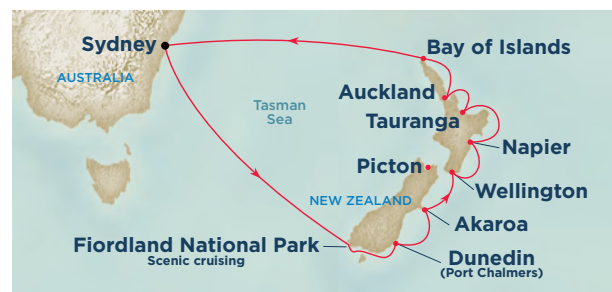 Sydney
Bay of Islands
AUSTRALIA
Auckland
Tasman
Sea
Tauranga
Napier
Picton
Wellington
NEW ZEALAND
Akaroa
Fiordland National Park
Scenic cruising
Dunedin
(Port Chalmers)